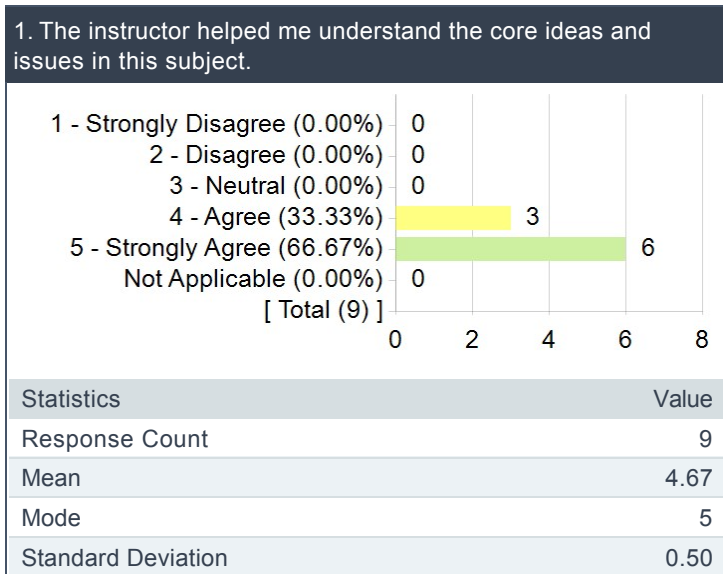 1. The instructor helped me understand the core ideas and
issues in this subject.
1 - Strongly Disagree (0.00%) 0
2 - Disagree (0.00%) 0
3 - Neutral (0.00%) 0
4 - Agree (33.33%) 3
5 - Strongly Agree (66.67%) 6
Not Applicable (0.00%) 0
[ Total (9) ]
0 2 4 6 8
Statistics Value
Response Count 9
Mean 4.67
Mode 5
Standard Deviation 0.50